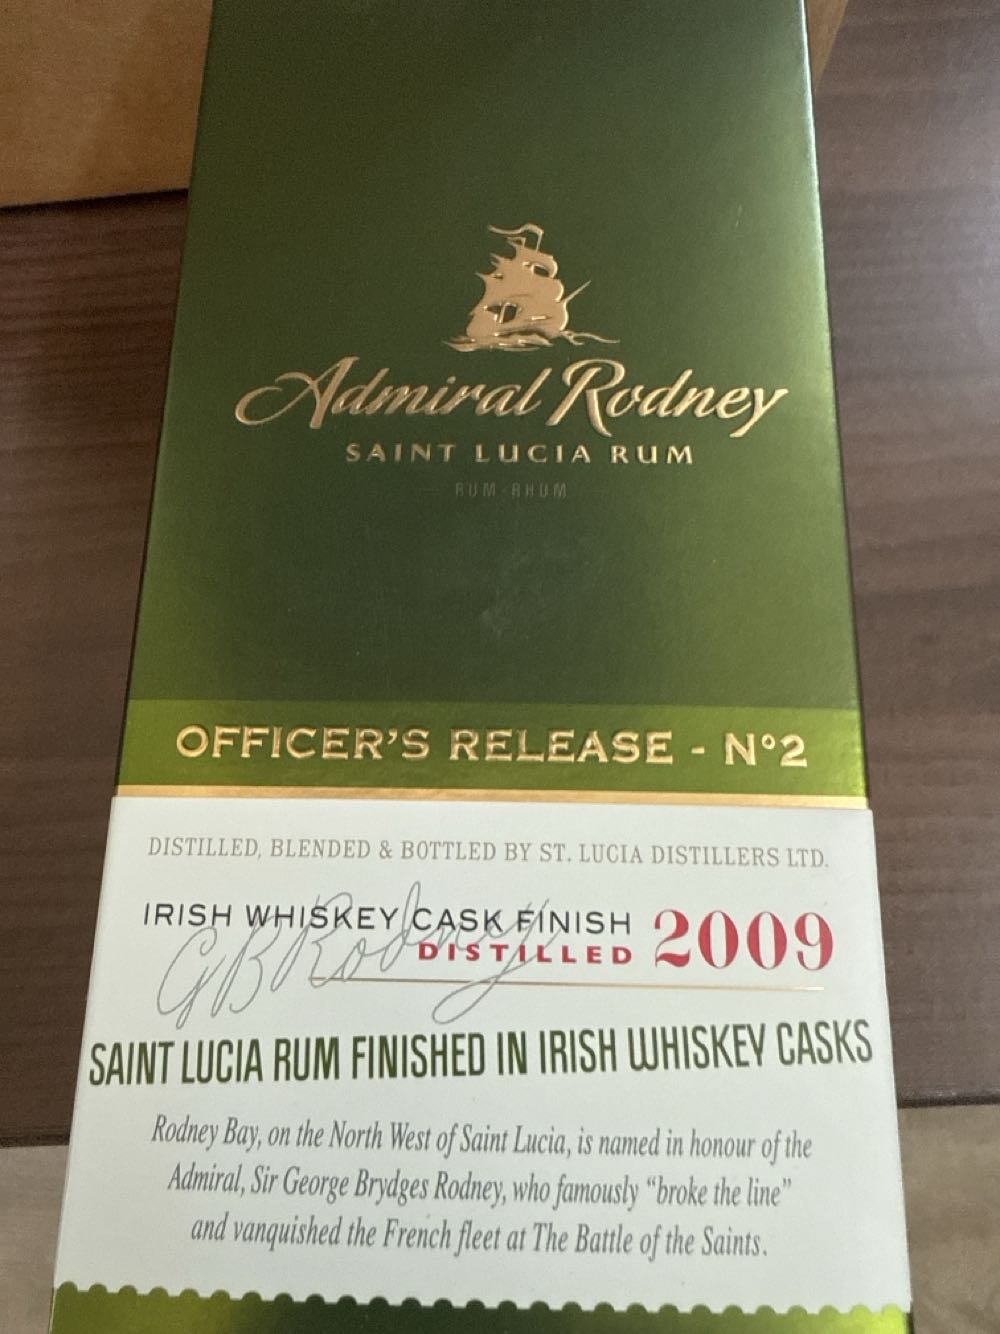 Admiral Rodney
SAINT LUCIA RUM
RUM - RHUM
OFFICER'S RELEASE - N°2
DISTILLED, BLENDED & BOTTLED BY ST. LUCIA DISTILLERS LTD.
IRISH WHISKEY CASK FINISH 2009
DISTILLED
GB Rodney
SAINT LUCIA RUM FINISHED IN IRISH WHISKEY CASKS
Rodney Bay, on the North West of Saint Lucia, is named in honour of the
Admiral, Sir George Brydges Rodney, who famously “broke the line”
and vanquished the French fleet at The Battle of the Saints.